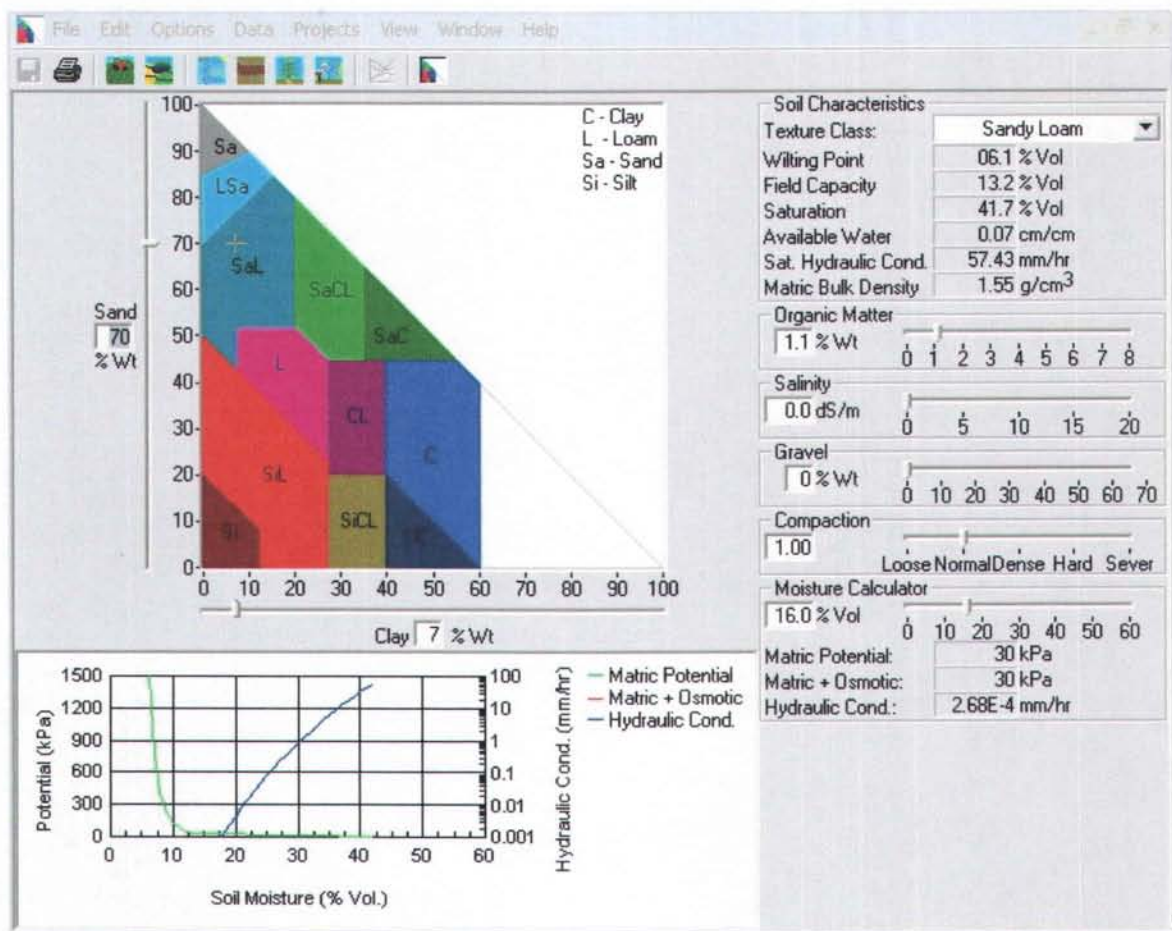 File Edit Options Data Projects View Window Help
C - Clay
L - Loam
Sa - Sand
Si - Silt
100
90
80
70
60
50
40
30
20
10
0
Sa
LSa
SaL
SaCL
SaC
L
CL
C
SiL
SiCL
Si
Sand
70
% Wt
0 10 20 30 40 50 60 70 80 90 100
Clay 7 % Wt
Soil Characteristics
Texture Class: Sandy Loam
Wilting Point 06.1 % Vol
Field Capacity 13.2 % Vol
Saturation 41.7 % Vol
Available Water 0.07 cm/cm
Sat. Hydraulic Cond. 57.43 mm/hr
Matric Bulk Density 1.55 g/cm3
Organic Matter
1.1 % Wt
0 1 2 3 4 5 6 7 8
Salinity
0.0 dS/m
0 5 10 15 20
Gravel
0 % Wt
0 10 20 30 40 50 60 70
Compaction
1.00
Loose Normal Dense Hard Sever
Moisture Calculator
16.0 % Vol
0 10 20 30 40 50 60
Matric Potential: 30 kPa
Matric + Osmotic: 30 kPa
Hydraulic Cond.: 2.68E-4 mm/hr
Potential (kPa)
1500
1200
900
600
300
0
0 10 20 30 40 50 60
Soil Moisture (% Vol.)
100
10
1
0.1
0.01
0.001
Hydraulic Cond. (mm/hr)
Matric Potential
Matric + Osmotic
Hydraulic Cond.